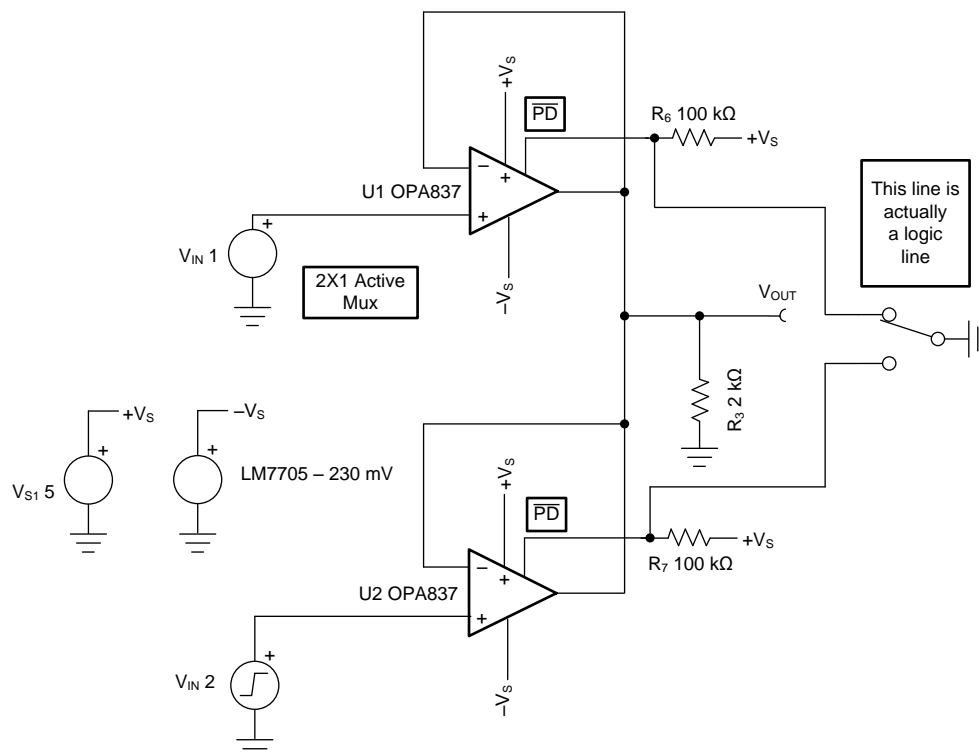 +VS
PD
R6 100 kΩ
+VS
−
+
U1 OPA837
+
+
VIN 1
−VS
2X1 Active
Mux
This line is
actually
a logic
line
VOUT
R3 2 kΩ
+VS
+
VS1 5
−VS
+
LM7705 – 230 mV
+VS
PD
+VS
R7 100 kΩ
−
+
U2 OPA837
+
+
VIN 2
−VS